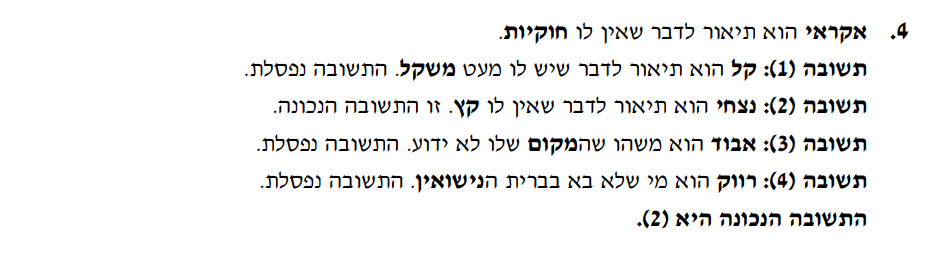 4. אקראי הוא תיאור לדבר שאין לו חוקיות.
תשובה (1): קל הוא תיאור לדבר שיש לו מעט משקל. התשובה נפסלת.
תשובה (2): נצחי הוא תיאור לדבר שאין לו קץ. זו התשובה הנכונה.
תשובה (3): אבוד הוא משהו שהמקום שלו לא ידוע. התשובה נפסלת.
תשובה (4): רווק הוא מי שלא בא בברית הנישואין. התשובה נפסלת.
התשובה הנכונה היא (2).